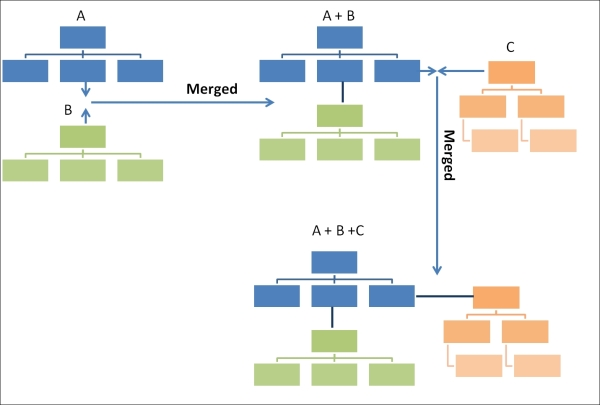 A
A + B
C
Merged
B
Merged
A + B +C